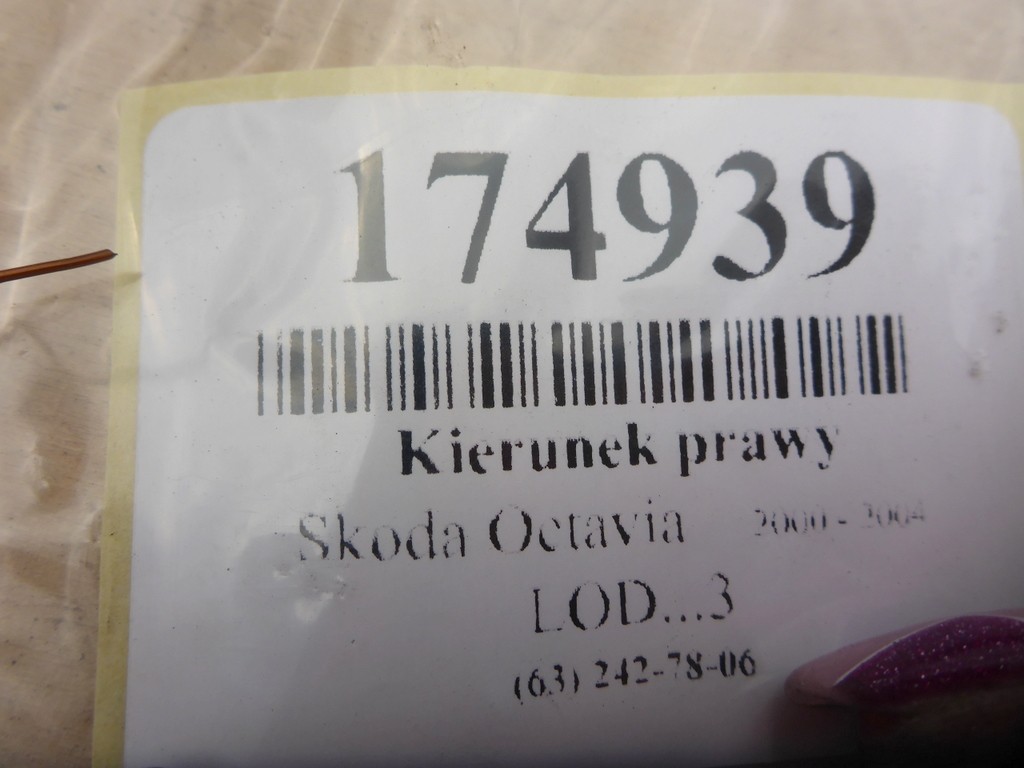 174939
Kierunek prawy
Skoda Octavia 2000 - 2004
LOD...3
(63) 242-78-06